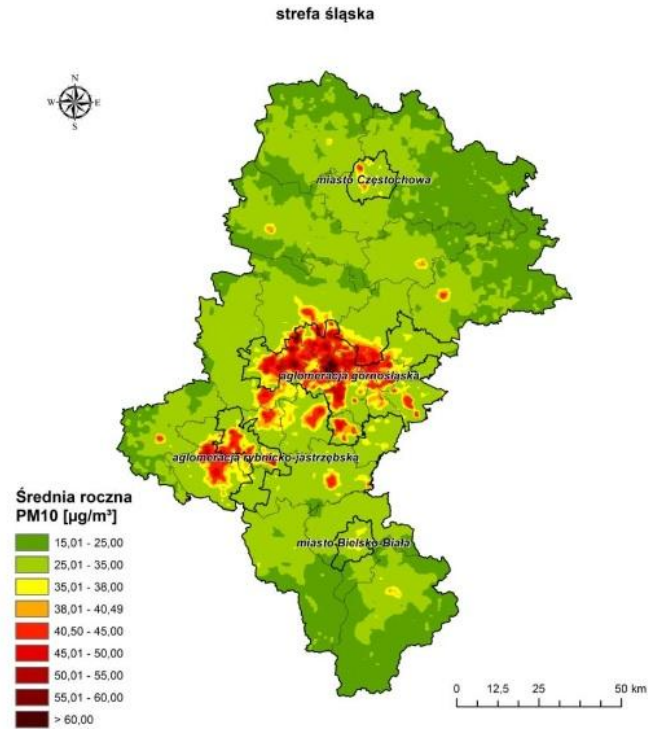 strefa śląska
N
W E
S
miasto Częstochowa
aglomeracja górnośląska
aglomeracja rybnicko-jastrzębska
miasto Bielsko-Biała
Średnia roczna
PM10 [µg/m³]
15,01 - 25,00
25,01 - 35,00
35,01 - 38,00
38,01 - 40,49
40,50 - 45,00
45,01 - 50,00
50,01 - 55,00
55,01 - 60,00
> 60,00
0 12,5 25 50 km